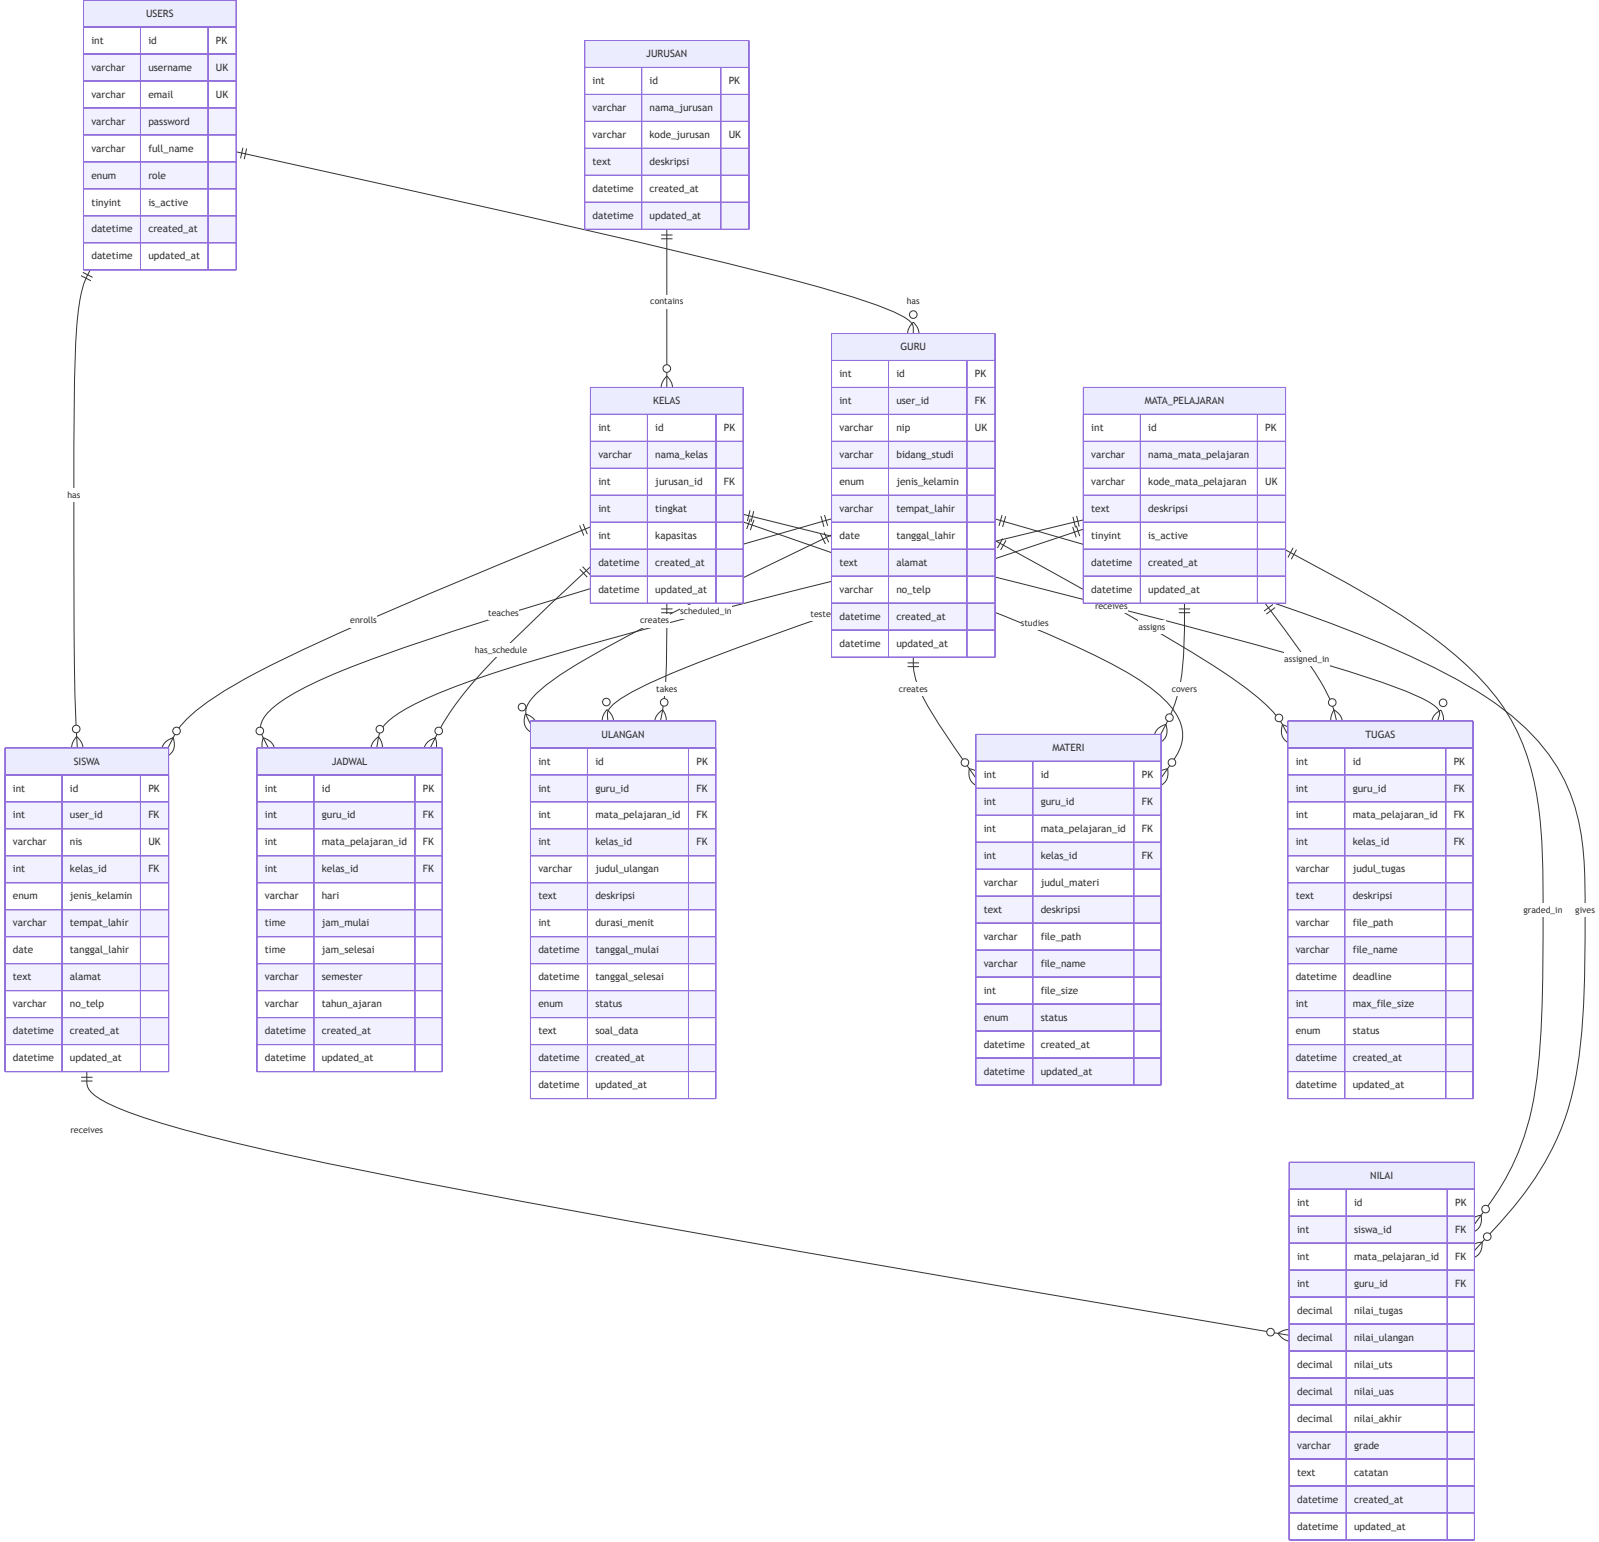 USERS
int id PK
varchar username UK
varchar email UK
varchar password
varchar full_name
enum role
tinyint is_active
datetime created_at
datetime updated_at
JURUSAN
int id PK
varchar nama_jurusan
varchar kode_jurusan UK
text deskripsi
datetime created_at
datetime updated_at
contains
has
has
KELAS
int id PK
varchar nama_kelas
int jurusan_id FK
int tingkat
int kapasitas
datetime created_at
datetime updated_at
GURU
int id PK
int user_id FK
varchar nip UK
varchar bidang_studi
enum jenis_kelamin
varchar tempat_lahir
date tanggal_lahir
text alamat
varchar no_telp
datetime created_at
datetime updated_at
MATA_PELAJARAN
int id PK
varchar nama_mata_pelajaran
varchar kode_mata_pelajaran UK
text deskripsi
tinyint is_active
datetime created_at
datetime updated_at
enrolls
teaches
has_schedule
creates
scheduled_in
teste
takes
studies
receives
assigns
creates
covers
assigned_in
graded_in
gives
SISWA
int id PK
int user_id FK
varchar nis UK
int kelas_id FK
enum jenis_kelamin
varchar tempat_lahir
date tanggal_lahir
text alamat
varchar no_telp
datetime created_at
datetime updated_at
JADWAL
int id PK
int guru_id FK
int mata_pelajaran_id FK
int kelas_id FK
varchar hari
time jam_mulai
time jam_selesai
varchar semester
varchar tahun_ajaran
datetime created_at
datetime updated_at
ULANGAN
int id PK
int guru_id FK
int mata_pelajaran_id FK
int kelas_id FK
varchar judul_ulangan
text deskripsi
int durasi_menit
datetime tanggal_mulai
datetime tanggal_selesai
enum status
text soal_data
datetime created_at
datetime updated_at
MATERI
int id PK
int guru_id FK
int mata_pelajaran_id FK
int kelas_id FK
varchar judul_materi
text deskripsi
varchar file_path
varchar file_name
int file_size
enum status
datetime created_at
datetime updated_at
TUGAS
int id PK
int guru_id FK
int mata_pelajaran_id FK
int kelas_id FK
varchar judul_tugas
text deskripsi
varchar file_path
varchar file_name
datetime deadline
int max_file_size
enum status
datetime created_at
datetime updated_at
receives
NILAI
int id PK
int siswa_id FK
int mata_pelajaran_id FK
int guru_id FK
decimal nilai_tugas
decimal nilai_ulangan
decimal nilai_uts
decimal nilai_uas
decimal nilai_akhir
varchar grade
text catatan
datetime created_at
datetime updated_at